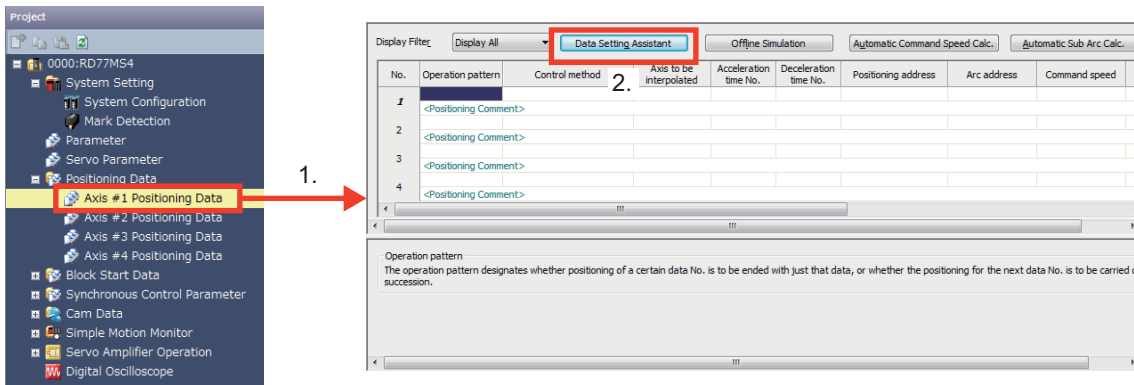 Project
0000:RD77MS4
System Setting
System Configuration
Mark Detection
Parameter
Servo Parameter
Positioning Data
Axis #1 Positioning Data
Axis #2 Positioning Data
Axis #3 Positioning Data
Axis #4 Positioning Data
Block Start Data
Synchronous Control Parameter
Cam Data
Simple Motion Monitor
Servo Amplifier Operation
Digital Oscilloscope
1.
Display Filter Display All Data Setting Assistant Offline Simulation Automatic Command Speed Calc. Automatic Sub Arc Calc.
2.
No. Operation pattern Control method Axis to be interpolated Acceleration time No. Deceleration time No. Positioning address Arc address Command speed
1
<Positioning Comment>
2
<Positioning Comment>
3
<Positioning Comment>
4
<Positioning Comment>
Operation pattern
The operation pattern designates whether positioning of a certain data No. is to be ended with just that data, or whether the positioning for the next data No. is to be carried
succession.